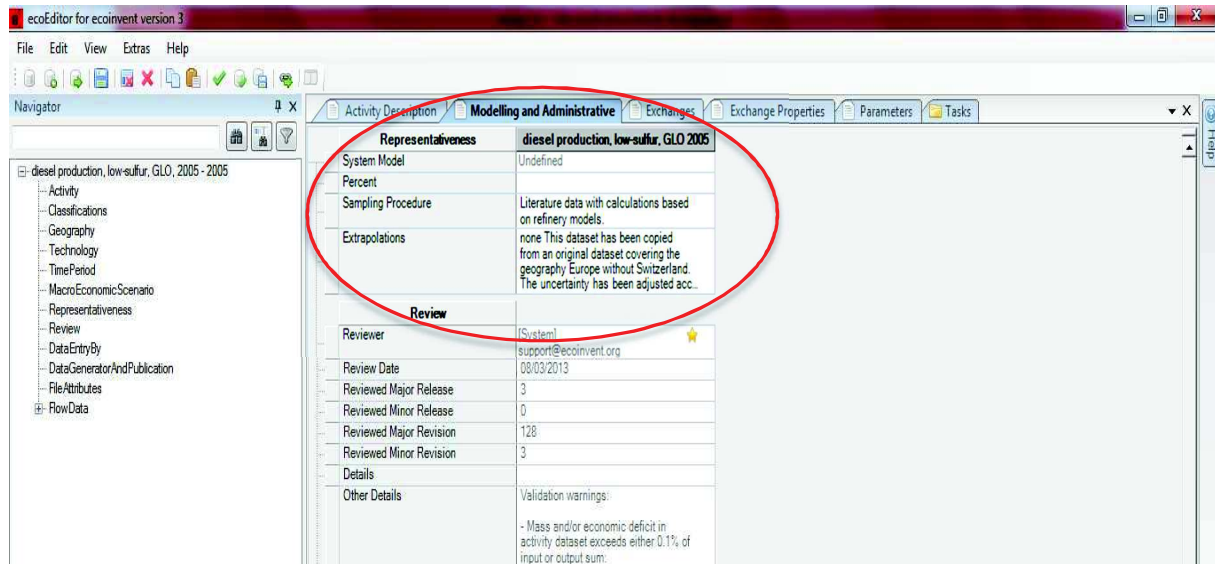 ecoEditor for ecoinvent version 3
File Edit View Extras Help
Navigator
Activity Description Modelling and Administrative Exchanges Exchange Properties Parameters Tasks
Help
diesel production, low-sulfur, GLO, 2005 - 2005
Activity
Classifications
Geography
Technology
TimePeriod
MacroEconomicScenario
Representativeness
Review
DataEntryBy
DataGeneratorAndPublication
FileAttributes
FlowData
Representativeness diesel production, low-sulfur, GLO 2005
System Model Undefined
Percent
Sampling Procedure Literature data with calculations based
on refinery models.
Extrapolations none This dataset has been copied
from an original dataset covering the
geography Europe without Switzerland.
The uncertainty has been adjusted acc..
Review
Reviewer [System]
support@ecoinvent.org
Review Date 08/03/2013
Reviewed Major Release 3
Reviewed Minor Release 0
Reviewed Major Revision 128
Reviewed Minor Revision 3
Details
Other Details Validation warnings:
- Mass and/or economic deficit in
activity dataset exceeds either 0.1% of
input or output sum: